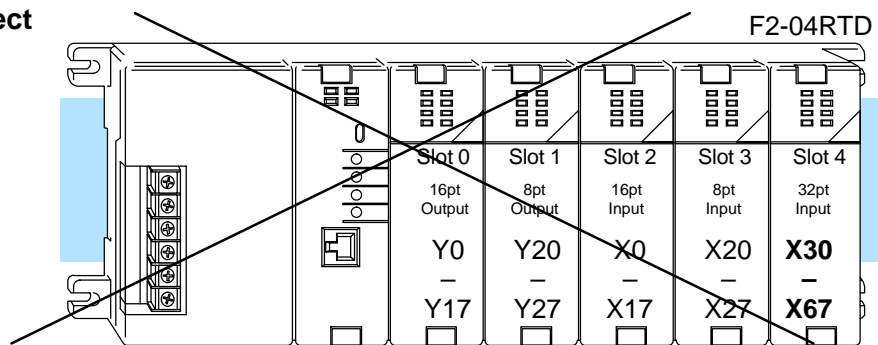 ect
F2-04RTD
Slot 0 Slot 1 Slot 2 Slot 3 Slot 4
16pt 8pt 16pt 8pt 32pt
Output Output Input Input Input
Y0 Y20 X0 X20 X30
– – – – –
Y17 Y27 X17 X27 X67